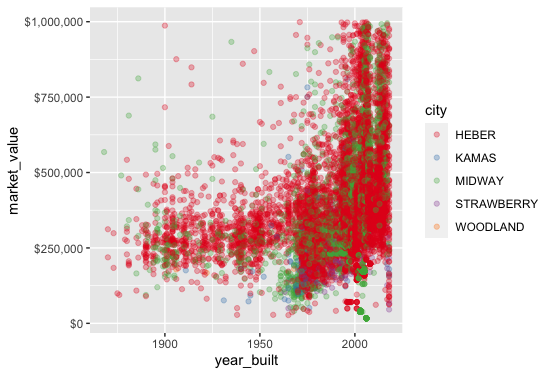 $1,000,000
$750,000
$500,000
$250,000
$0
market_value
1900
1950
2000
year_built
city
HEBER
KAMAS
MIDWAY
STRAWBERRY
WOODLAND